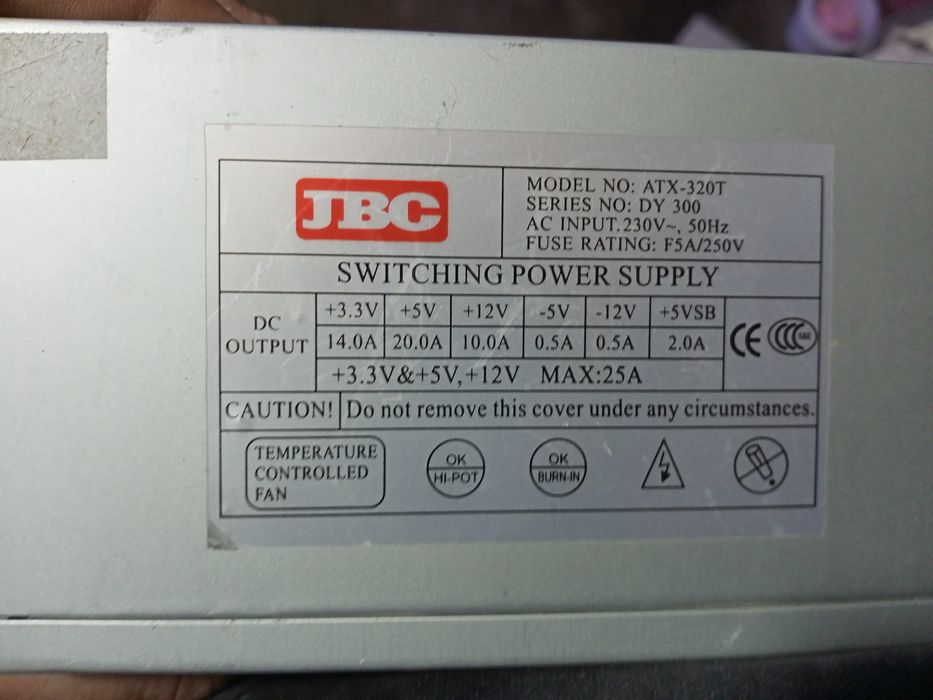 JBC
MODEL NO: ATX-320T
SERIES NO: DY 300
AC INPUT.230V~, 50Hz
FUSE RATING: F5A/250V
SWITCHING POWER SUPPLY
DC OUTPUT
+3.3V +5V +12V -5V -12V +5VSB
14.0A 20.0A 10.0A 0.5A 0.5A 2.0A
+3.3V&+5V,+12V MAX:25A
CE CCC S&E
CAUTION! Do not remove this cover under any circumstances.
TEMPERATURE
CONTROLLED
FAN
OK
HI-POT
OK
BURN-IN